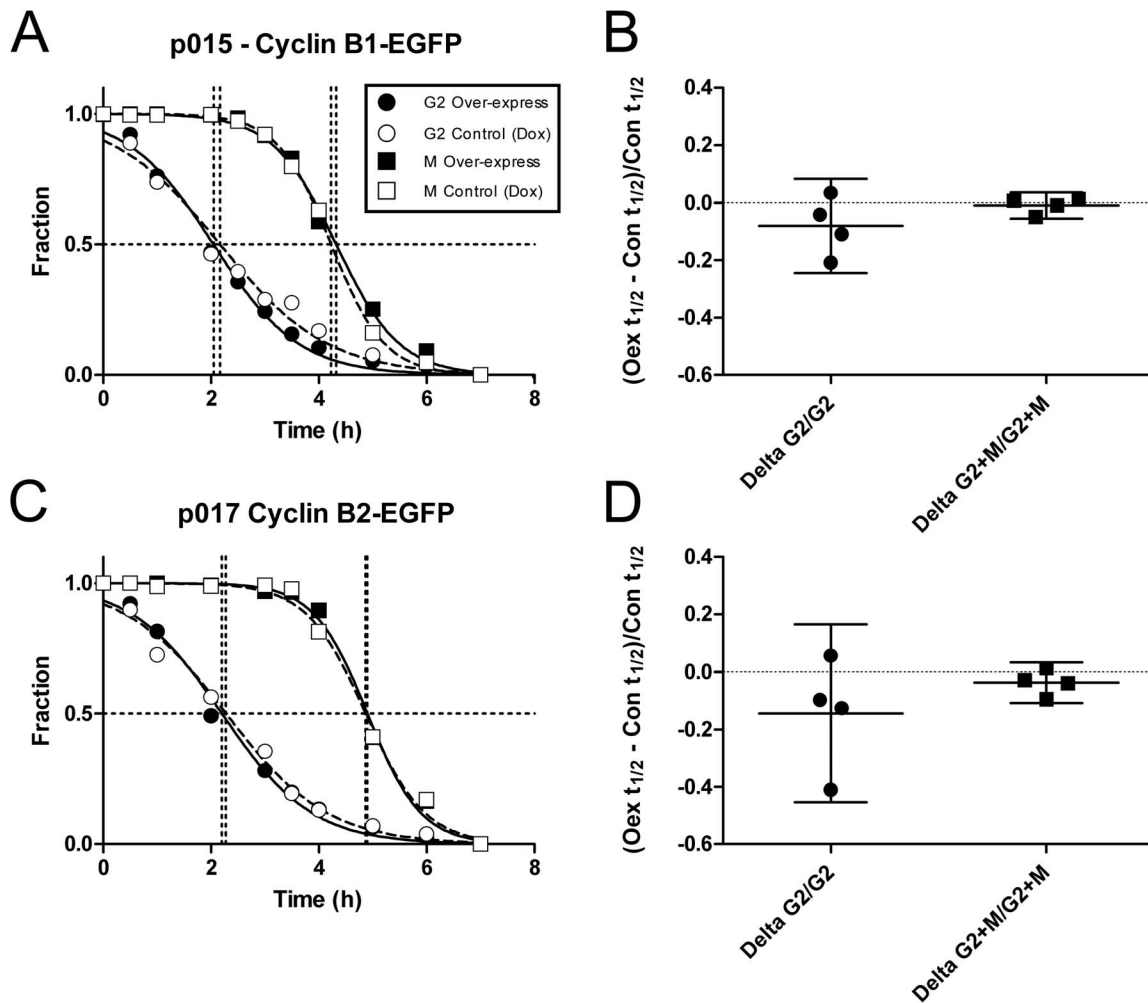 A
p015 - Cyclin B1-EGFP
G2 Over-express
G2 Control (Dox)
M Over-express
M Control (Dox)
Fraction
1.0
0.5
0.0
0 2 4 6 8
Time (h)
B
(Oex t1/2 - Con t1/2)/Con t1/2
0.4
0.2
0.0
-0.2
-0.4
-0.6
Delta G2/G2
Delta G2+M/G2+M
C
p017 Cyclin B2-EGFP
Fraction
1.0
0.5
0.0
0 2 4 6 8
Time (h)
D
(Oex t1/2 - Con t1/2)/Con t1/2
0.4
0.2
0.0
-0.2
-0.4
-0.6
Delta G2/G2
Delta G2+M/G2+M